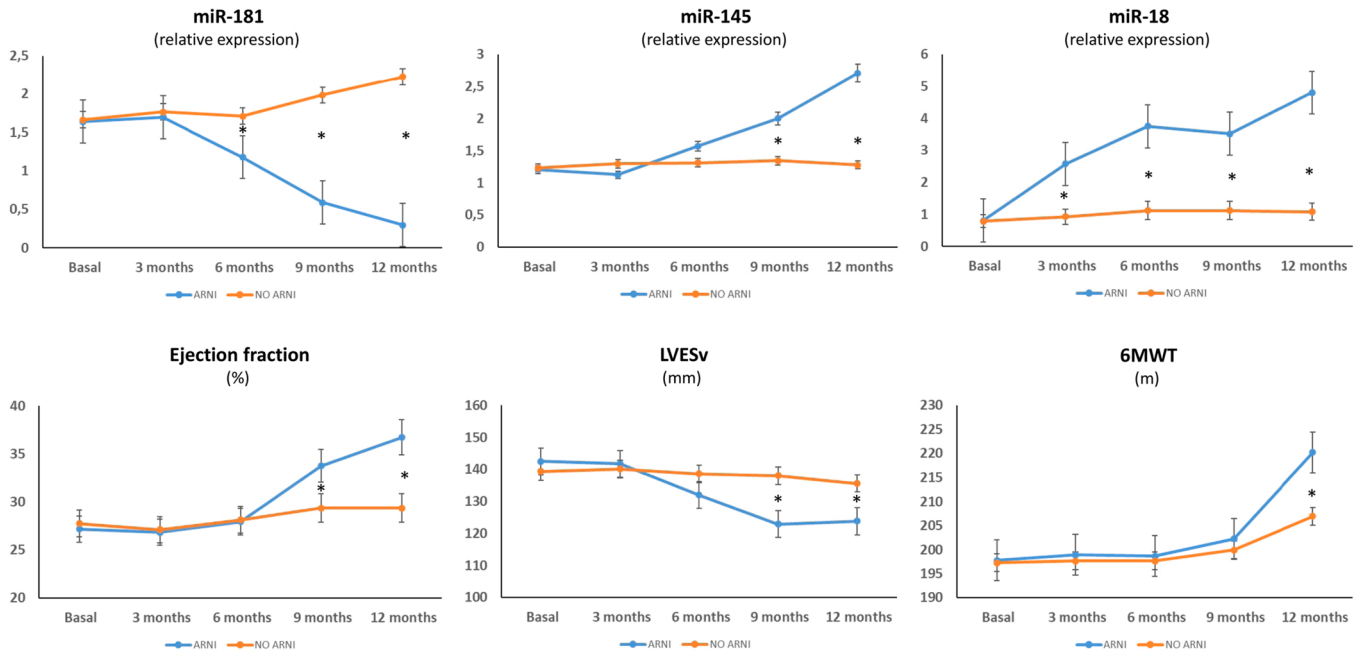 miR-181
(relative expression)
2,5
2
1,5
1
0,5
0
* * *
Basal 3 months 6 months 9 months 12 months
ARNI NO ARNI
miR-145
(relative expression)
3
2,5
2
1,5
1
0,5
0
* *
Basal 3 months 6 months 9 months 12 months
ARNI NO ARNI
miR-18
(relative expression)
6
5
4
3
2
1
0
* * * *
Basal 3 months 6 months 9 months 12 months
ARNI NO ARNI
Ejection fraction
(%)
40
35
30
25
20
* *
Basal 3 months 6 months 9 months 12 months
ARNI NO ARNI
LVESv
(mm)
160
150
140
130
120
110
100
* *
Basal 3 months 6 months 9 months 12 months
ARNI NO ARNI
6MWT
(m)
230
225
220
215
210
205
200
195
190
*
Basal 3 months 6 months 9 months 12 months
ARNI NO ARNI